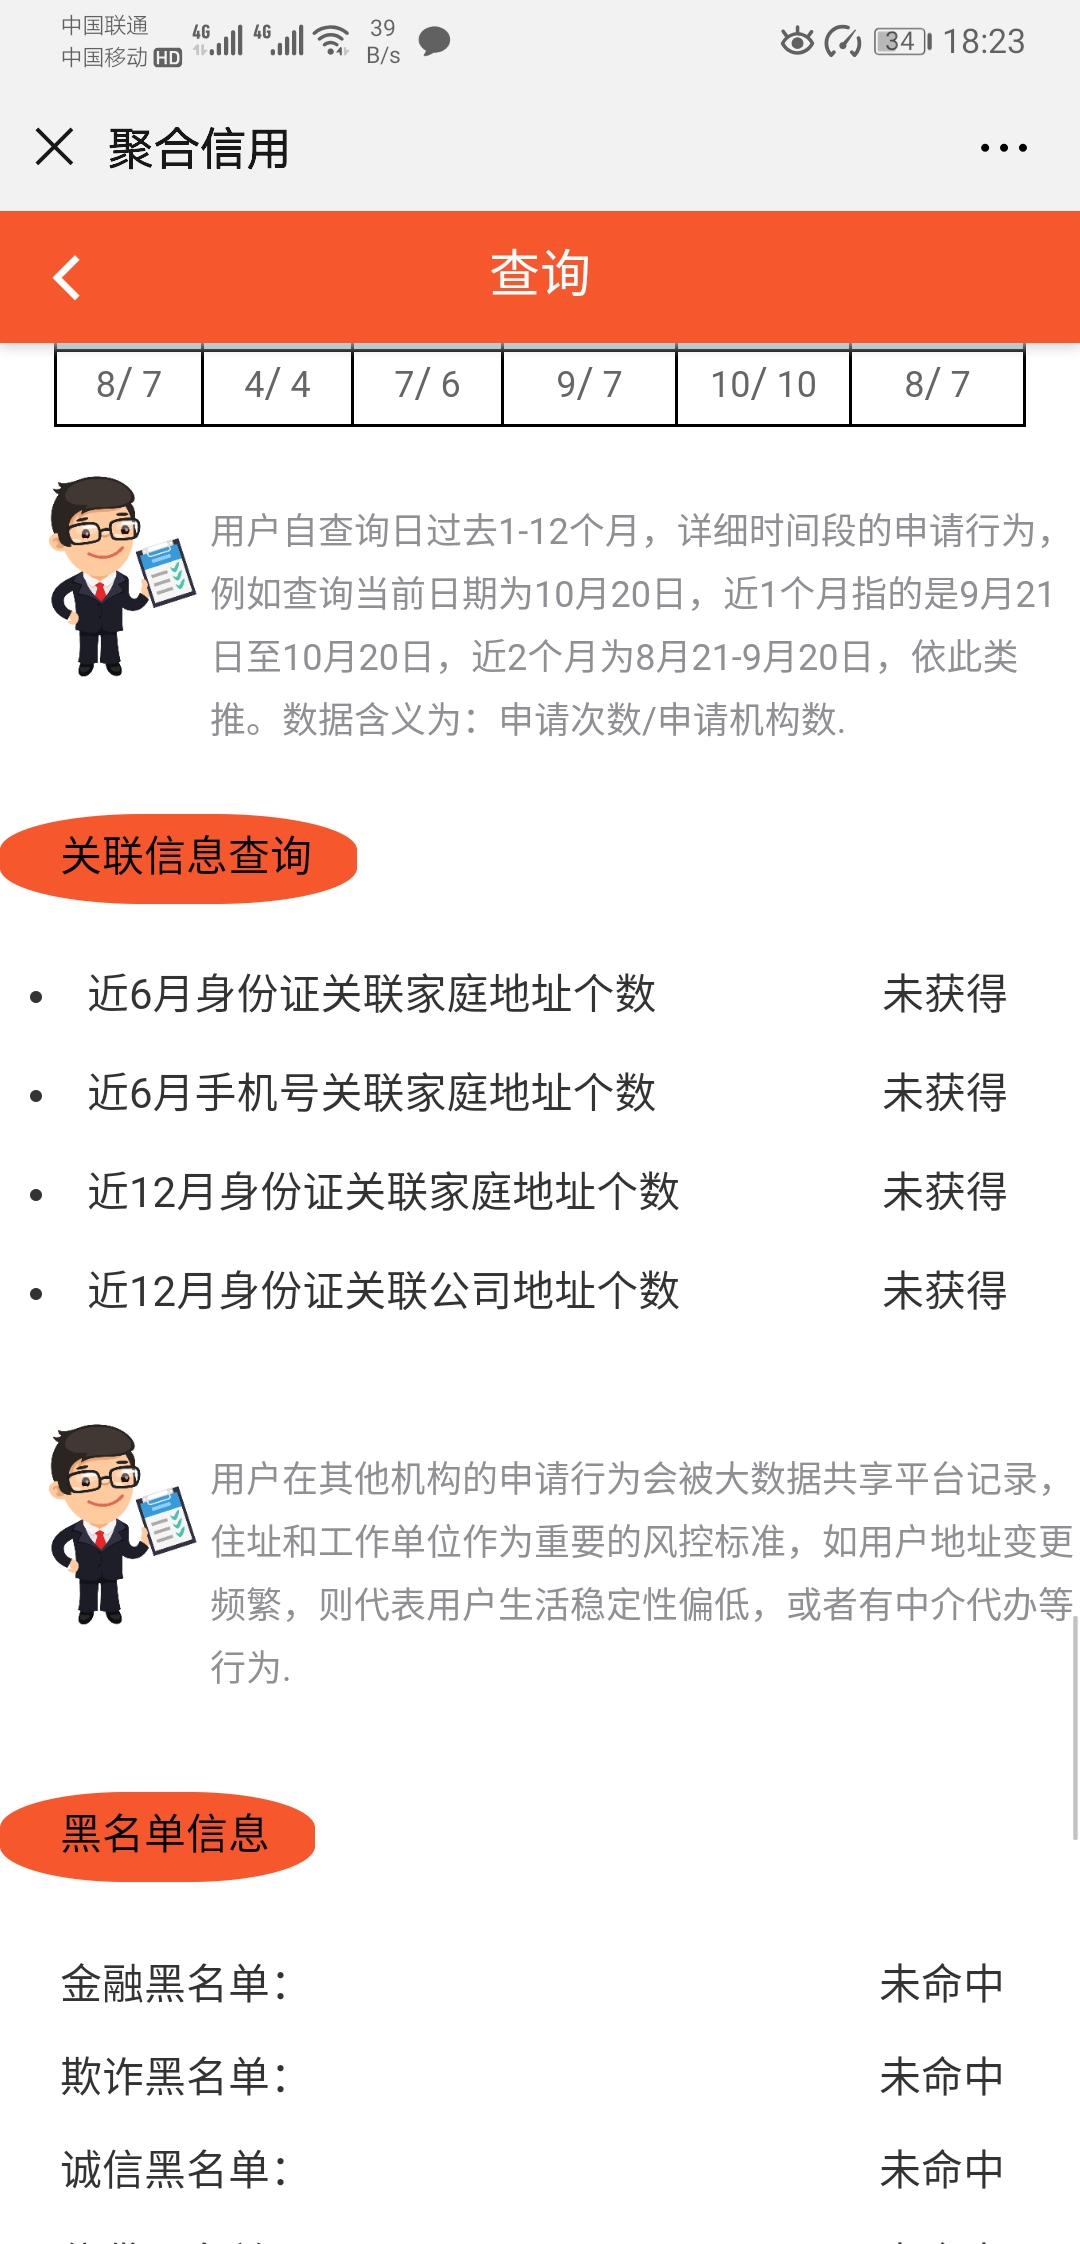 中国联通
中国移动 HD 4G 4G 39 B/s 34 18:23
聚合信用
查询
8/ 7 4/ 4 7/ 6 9/ 7 10/ 10 8/ 7
用户自查询日过去1-12个月，详细时间段的申请行为，
例如查询当前日期为10月20日，近1个月指的是9月21
日至10月20日，近2个月为8月21-9月20日，依此类
推。数据含义为：申请次数/申请机构数.
关联信息查询
• 近6月身份证关联家庭地址个数 未获得
• 近6月手机号关联家庭地址个数 未获得
• 近12月身份证关联家庭地址个数 未获得
• 近12月身份证关联公司地址个数 未获得
用户在其他机构的申请行为会被大数据共享平台记录，
住址和工作单位作为重要的风控标准，如用户地址变更
频繁，则代表用户生活稳定性偏低，或者有中介代办等
行为.
黑名单信息
金融黑名单： 未命中
欺诈黑名单： 未命中
诚信黑名单： 未命中